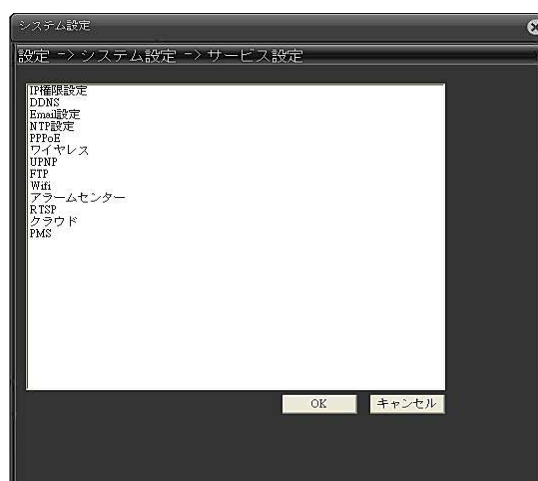 システム設定
設定 -> システム設定 -> サービス設定
IP権限設定
DDNS
Email設定
NTP設定
PPPoE
ワイヤレス
UPNP
FTP
Wifi
アラームセンター
RTSP
クラウド
PMS
OK
キャンセル